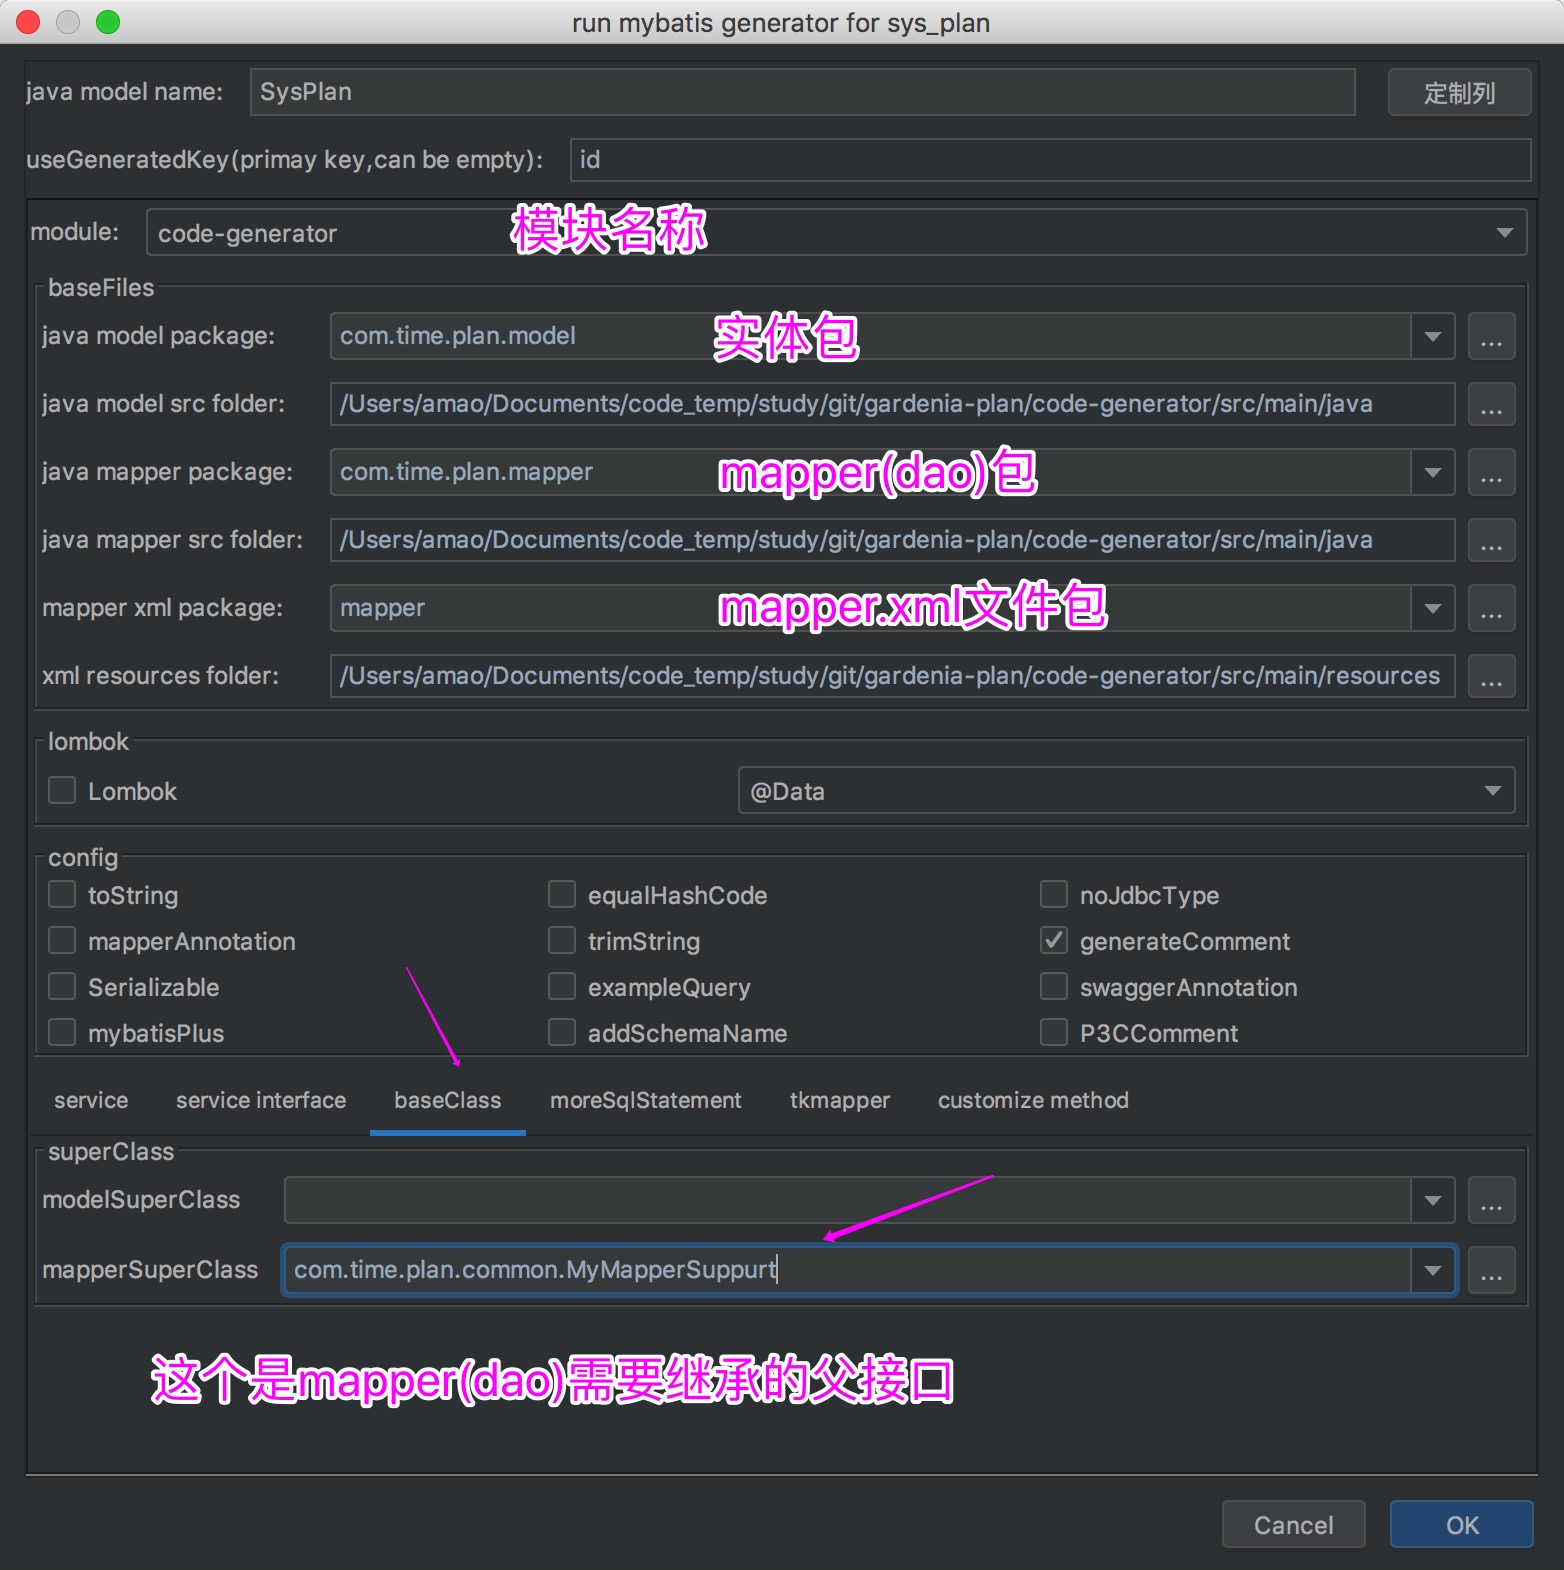 run mybatis generator for sys_plan
java model name: SysPlan 定制列
useGeneratedKey(primay key,can be empty): id
module: code-generator 模块名称
baseFiles
java model package: com.time.plan.model 实体包 ...
java model src folder: /Users/amao/Documents/code_temp/study/git/gardenia-plan/code-generator/src/main/java ...
java mapper package: com.time.plan.mapper mapper(dao)包 ...
java mapper src folder: /Users/amao/Documents/code_temp/study/git/gardenia-plan/code-generator/src/main/java ...
mapper xml package: mapper mapper.xml文件包 ...
xml resources folder: /Users/amao/Documents/code_temp/study/git/gardenia-plan/code-generator/src/main/resources ...
lombok
Lombok @Data
config
toString equalHashCode noJdbcType
mapperAnnotation trimString generateComment
Serializable exampleQuery swaggerAnnotation
mybatisPlus addSchemaName P3CComment
service service interface baseClass moreSqlStatement tkmapper customize method
superClass
modelSuperClass ...
mapperSuperClass com.time.plan.common.MyMapperSuppurt ...
这个是mapper(dao)需要继承的父接口
Cancel OK